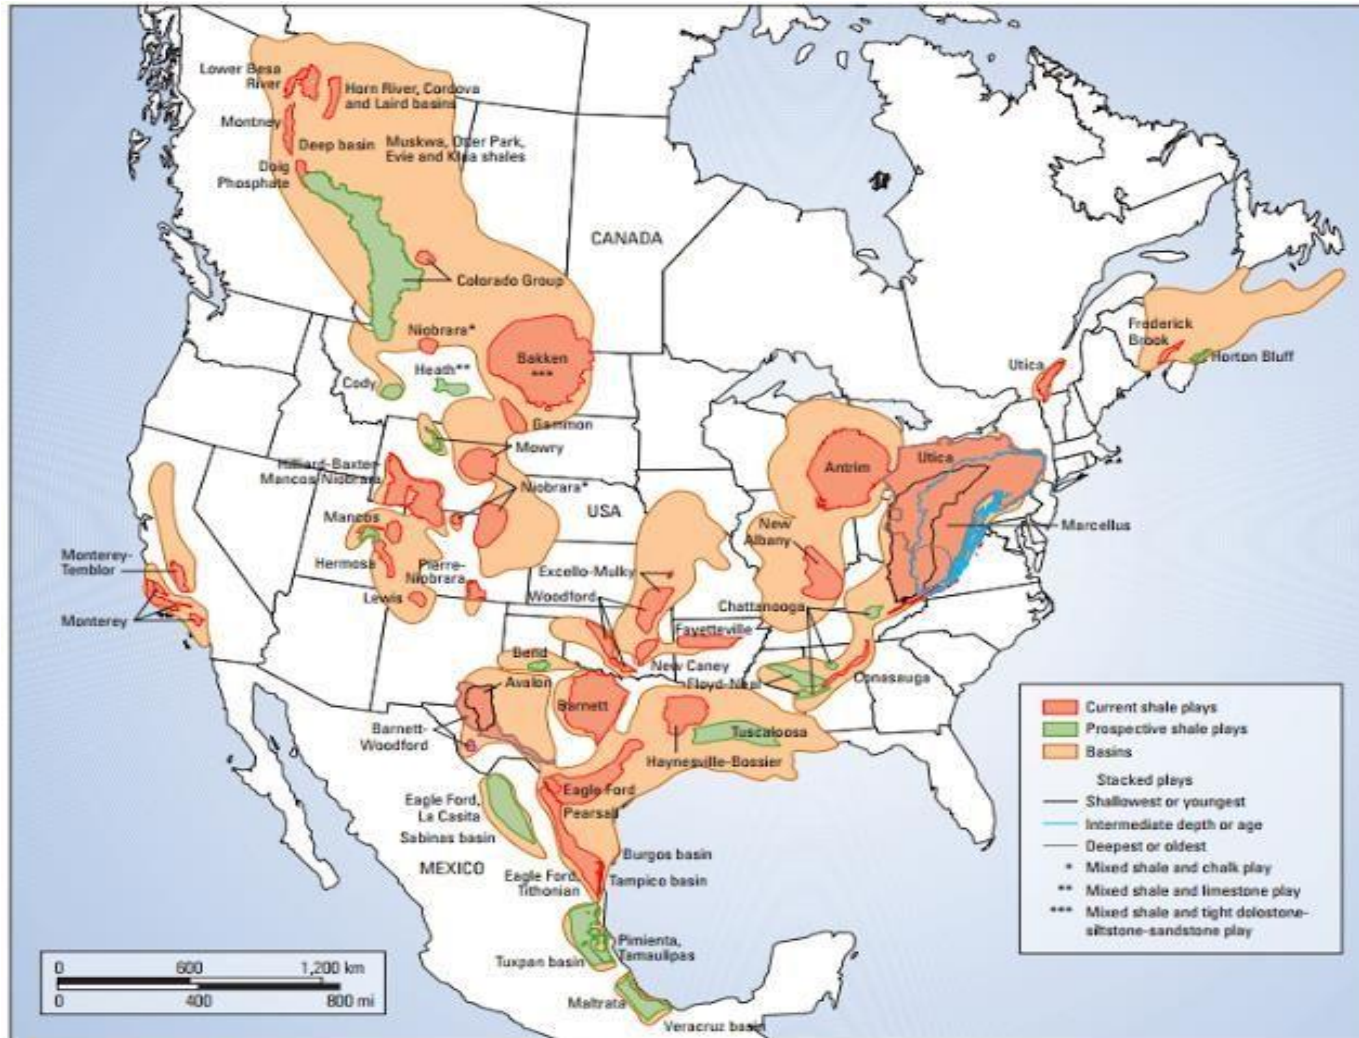 Lower Besa
River
Horn River, Cordova
and Laird basins
Montney
Deep basin
Muskwa, Otter Park,
Evie and Klua shales
Doig
Phosphate
CANADA
Colorado Group
Niobrara*
Bakken
***
Heath**
Cody
Gammon
Mowry
Frederick
Brook
Horton Bluff
Utica
Hilliard-Baxter-
Mancos-Niobrara
Antrim
Utica
Niobrara*
USA
Mancos
New
Albany
Marcellus
Monterey-
Temblor
Hermosa
Pierre-
Niobrara
Excello-Mulky
Woodford
Lewis
Monterey
Chattanooga
Fayetteville
Bend
New Caney
Floyd-Neal
Conasauga
Avalon
Barnett
Barnett-
Woodford
Tuscaloosa
Haynesville-Bossier
Eagle Ford
Pearsall
Eagle Ford,
La Casita
Sabinas basin
MEXICO
Burgos basin
Eagle Ford,
Tithonian
Tampico basin
Pimienta,
Tamaulipas
Tuxpan basin
Maltrata
Veracruz basin
Current shale plays
Prospective shale plays
Basins
Stacked plays
Shallowest or youngest
Intermediate depth or age
Deepest or oldest
* Mixed shale and chalk play
** Mixed shale and limestone play
*** Mixed shale and tight dolostone-
siltstone-sandstone play
0 600 1,200 km
0 400 800 mi